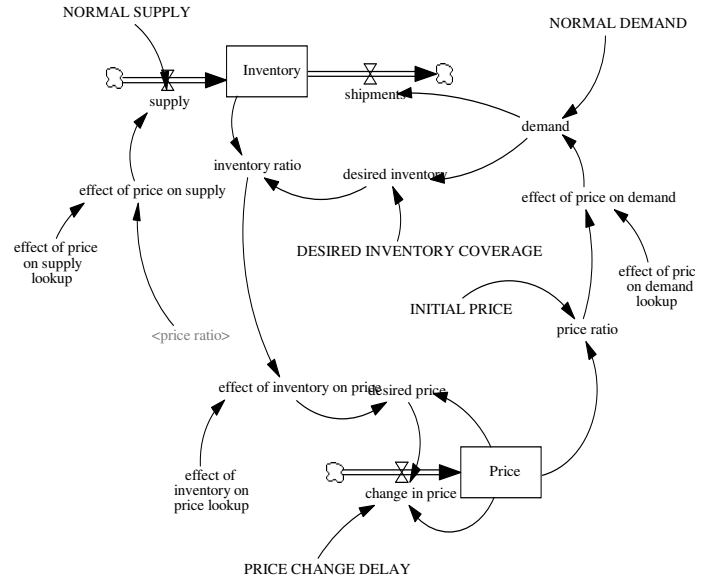 NORMAL SUPPLY
NORMAL DEMAND
Inventory
supply
shipments
demand
inventory ratio
desired inventory
effect of price on supply
effect of price on demand
effect of price
on supply
lookup
DESIRED INVENTORY COVERAGE
effect of pric
on demand
lookup
INITIAL PRICE
<price ratio>
price ratio
effect of inventory on price
desired price
effect of
inventory on
price lookup
Price
change in price
PRICE CHANGE DELAY